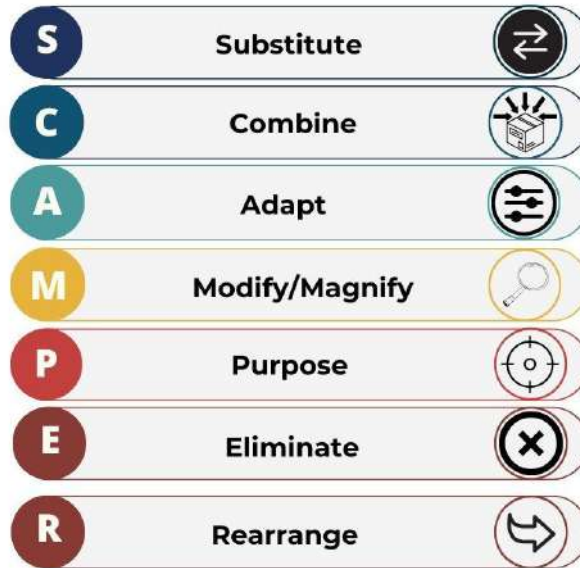 S Substitute
C Combine
A Adapt
M Modify/Magnify
P Purpose
E Eliminate
R Rearrange